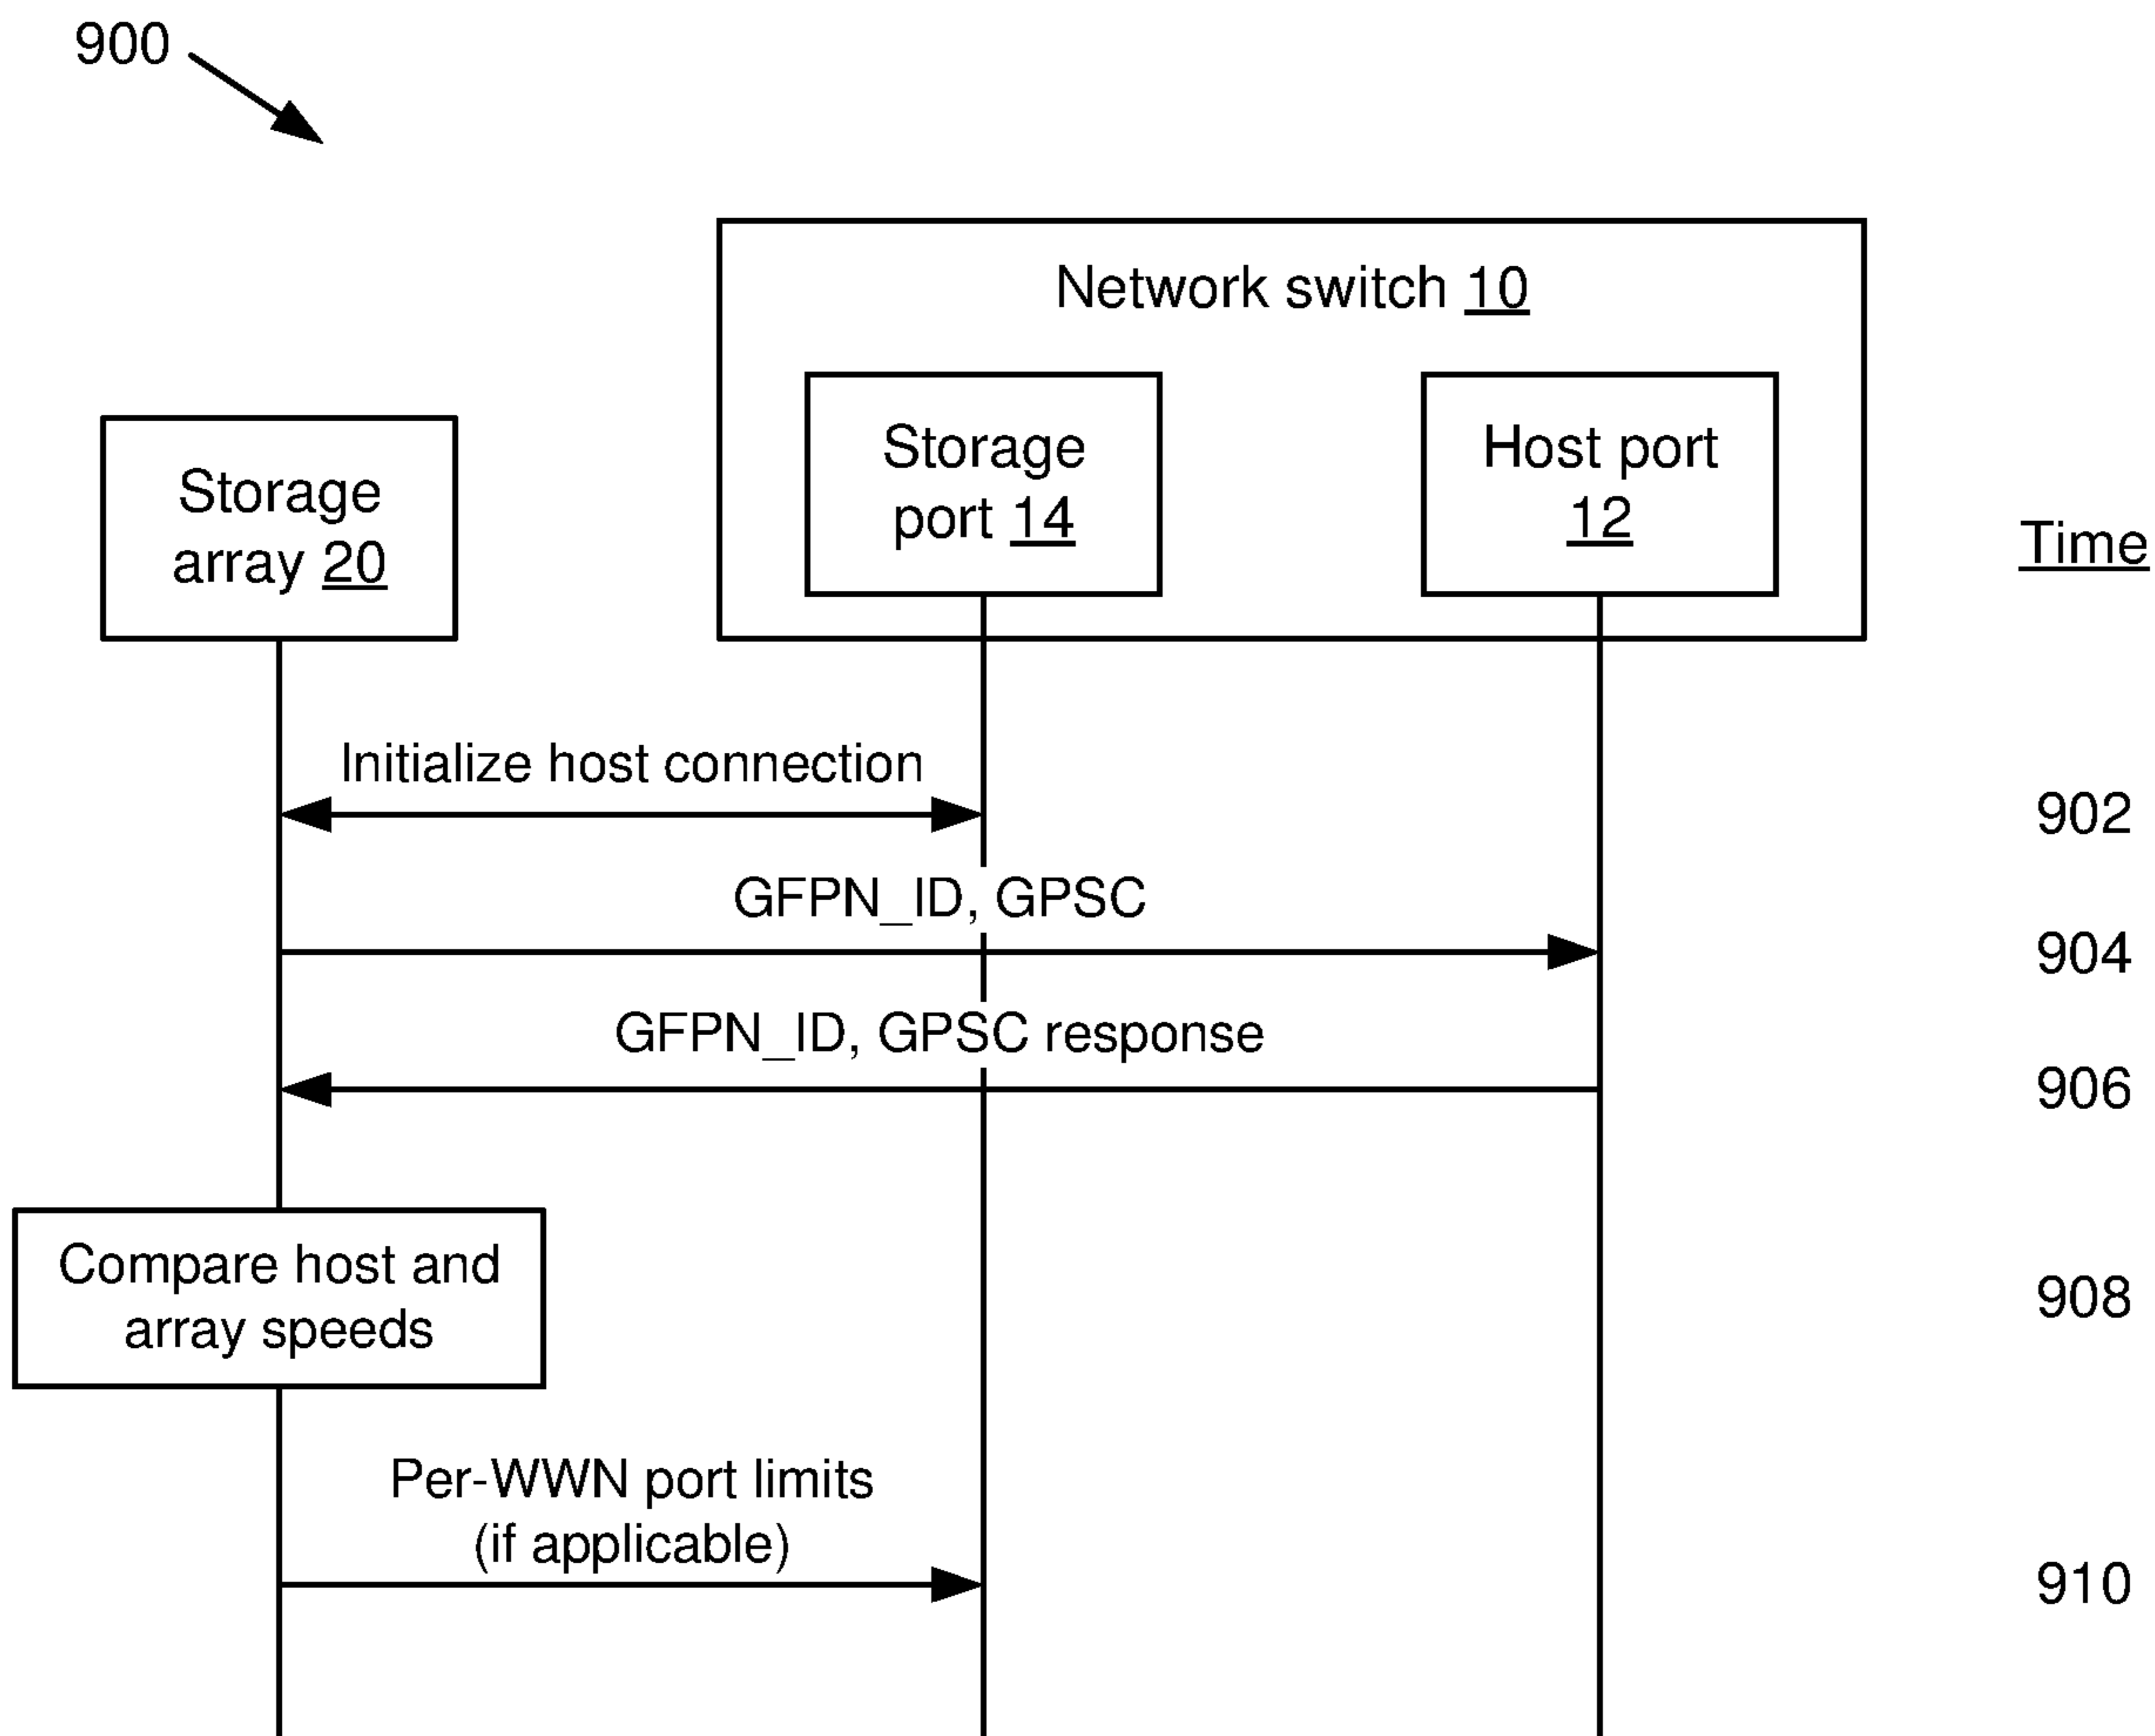 900
Network switch 10
Storage
port 14
Host port
12
Storage
array 20
Time
Initialize host connection
902
GFPN_ID, GPSC
904
GFPN_ID, GPSC response
906
Compare host and
array speeds
908
Per-WWN port limits
(if applicable)
910